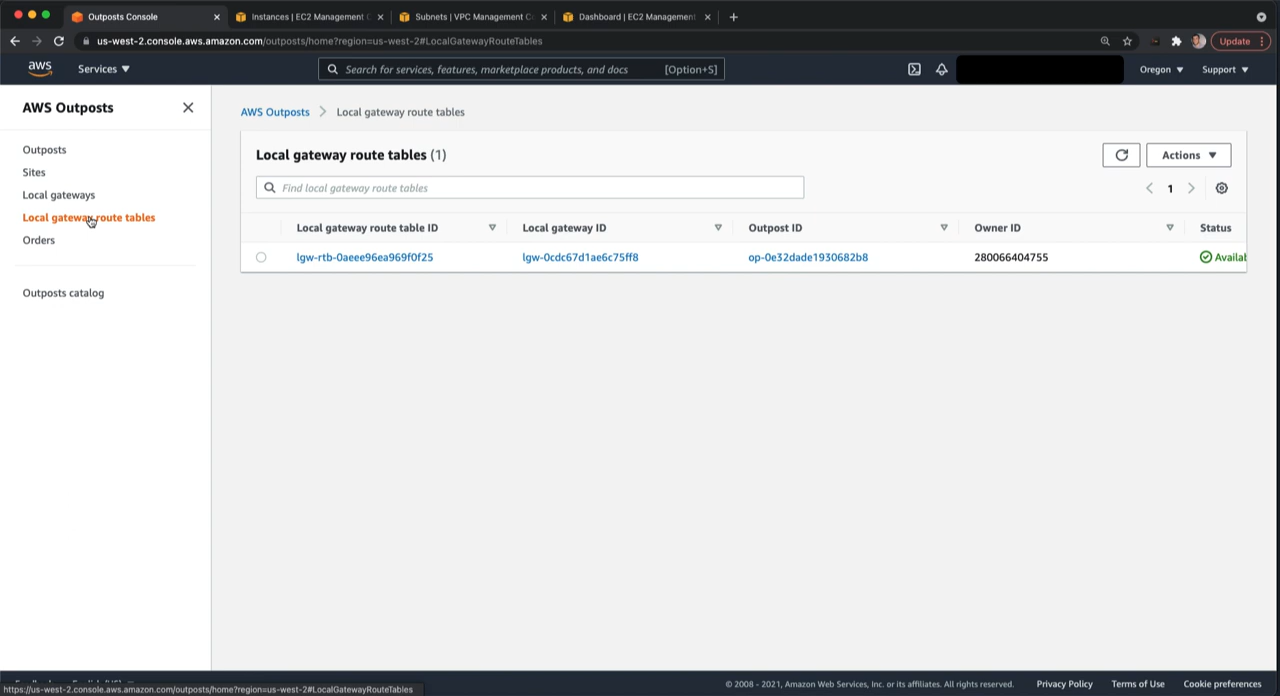 Outposts Console
Instances | EC2 Management C
Subnets | VPC Management C
Dashboard | EC2 Management
us-west-2.console.aws.amazon.com/outposts/home?region=us-west-2#LocalGatewayRouteTables
Update
aws
Services
Search for services, features, marketplace products, and docs
[Option+S]
Oregon
Support
AWS Outposts
Outposts
Sites
Local gateways
Local gateway route tables
Orders
Outposts catalog
AWS Outposts
Local gateway route tables
Local gateway route tables (1)
Actions
Find local gateway route tables
1
Local gateway route table ID
Local gateway ID
Outpost ID
Owner ID
Status
lgw-rtb-0aeee96ea969f0f25
lgw-0cdc67d1ae6c75ff8
op-0e32dade1930682b8
280066404755
Availab
https://us-west-2.console.aws.amazon.com/outposts/home?region=us-west-2#LocalGatewayRouteTables
© 2008 - 2021, Amazon Web Services, Inc. or its affiliates. All rights reserved.
Privacy Policy
Terms of Use
Cookie preferences